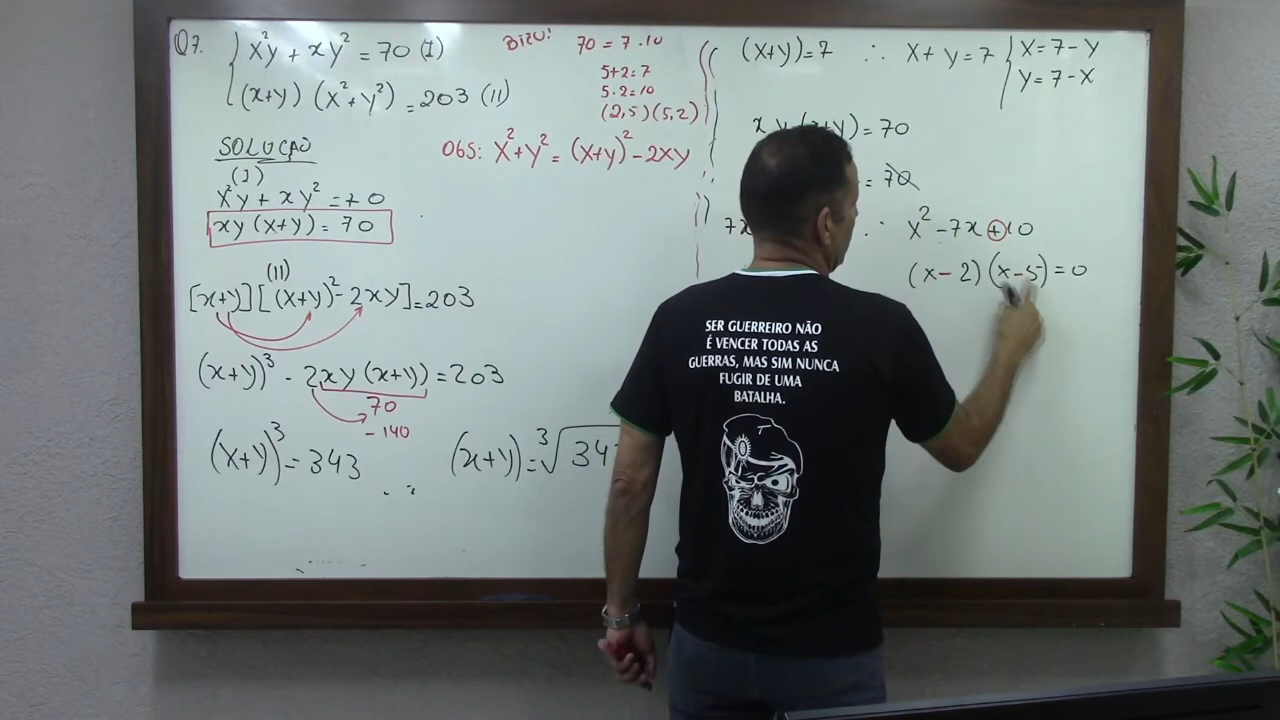 Q7.
x²y + xy² = 70 (I)
(x+y) (x²+y²) = 203 (II)
SOLUÇÃO
(I)
x²y + xy² = 70
xy (x+y) = 70
(II)
[x+y][(x+y)² - 2xy] = 203
(x+y)³ - 2xy (x+y) = 203
70
- 140
(x+y)³ = 343
(x+y) = ³√34
BIZU!
70 = 7 . 10
5+2 = 7
5.2 = 10
(2,5) (5,2)
OBS: x²+y² = (x+y)² - 2xy
(x+y) = 7 ∴ x + y = 7
x = 7 - y
y = 7 - x
= 70
= 70
7x
∴ x² - 7x + 10
(x - 2) (x - 5) = 0
SER GUERREIRO NÃO
É VENCER TODAS AS
GUERRAS, MAS SIM NUNCA
FUGIR DE UMA
BATALHA.